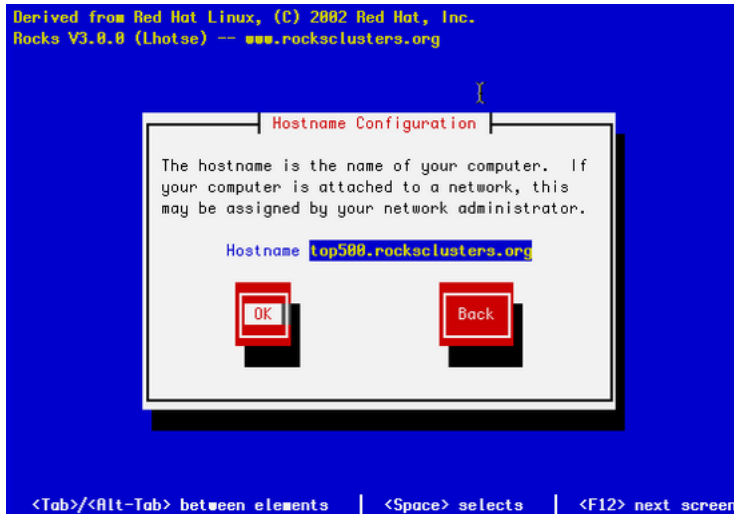 Derived from Red Hat Linux, (C) 2002 Red Hat, Inc.
Rocks V3.0.0 (Lhotse) -- www.rocksclusters.org
Hostname Configuration
The hostname is the name of your computer. If
your computer is attached to a network, this
may be assigned by your network administrator.
Hostname top500.rocksclusters.org
OK Back
<Tab>/<Alt-Tab> between elements | <Space> selects | <F12> next screen